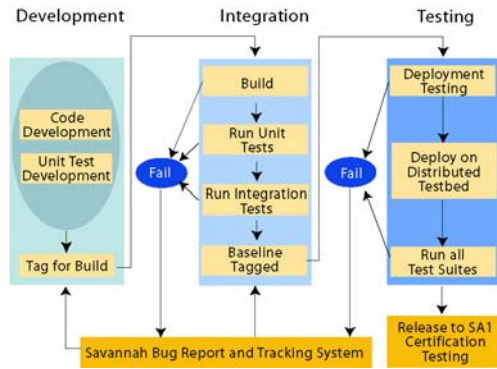 Development
Integration
Testing
Code
Development
Unit Test
Development
Tag for Build
Build
Run Unit
Tests
Fail
Run Integration
Tests
Baseline
Tagged
Deployment
Testing
Fail
Deploy on
Distributed
Testbed
Run all
Test Suites
Savannah Bug Report and Tracking System
Release to SA1
Certification
Testing